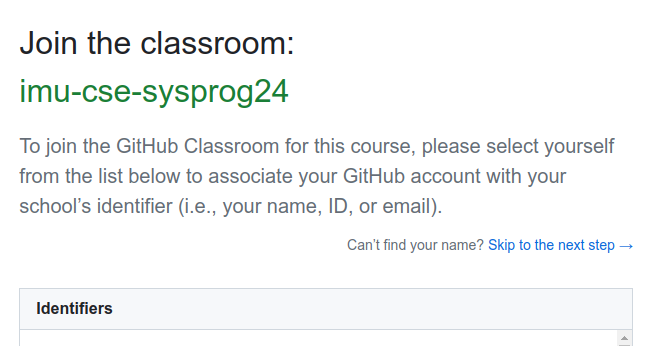 Join the classroom:
imu-cse-sysprog24
To join the GitHub Classroom for this course, please select yourself
from the list below to associate your GitHub account with your
school’s identifier (i.e., your name, ID, or email).
Can’t find your name? Skip to the next step →
Identifiers